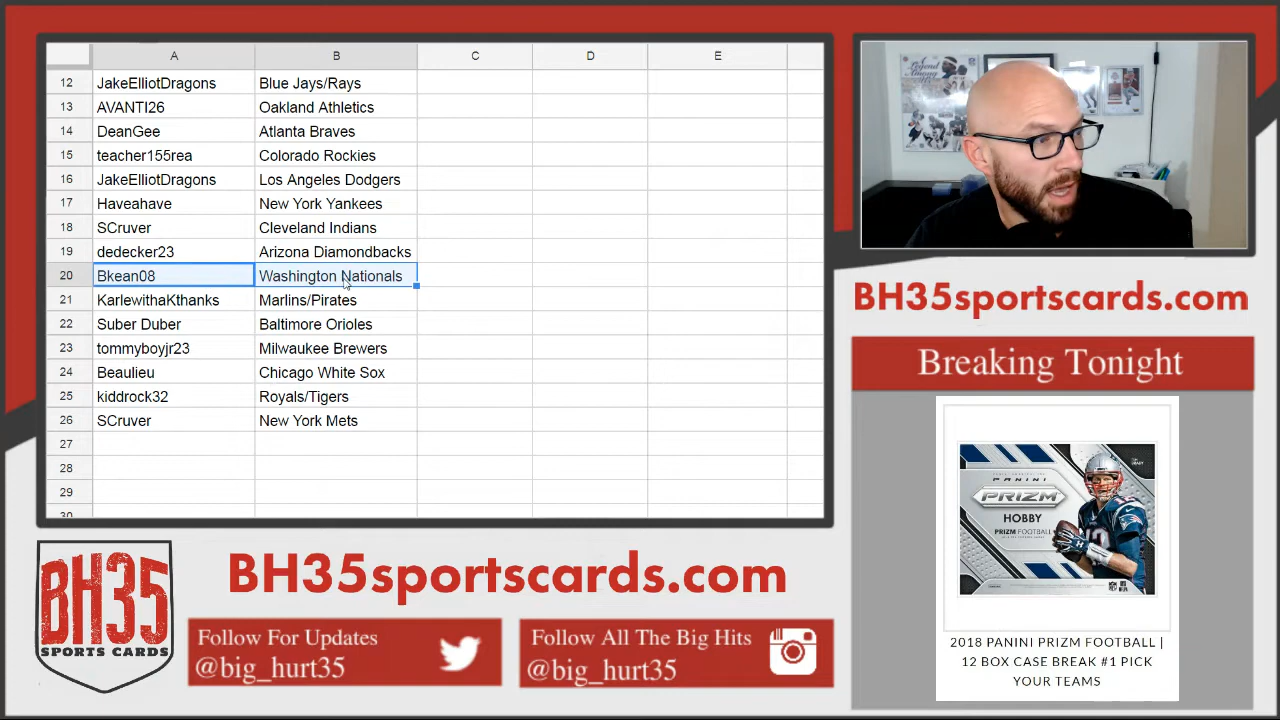 A B C D E
12 JakeElliotDragons Blue Jays/Rays
13 AVANTI26 Oakland Athletics
14 DeanGee Atlanta Braves
15 teacher155rea Colorado Rockies
16 JakeElliotDragons Los Angeles Dodgers
17 Haveahave New York Yankees
18 SCruver Cleveland Indians
19 dedecker23 Arizona Diamondbacks
20 Bkean08 Washington Nationals
21 KarlewithaKthanks Marlins/Pirates
22 Suber Duber Baltimore Orioles
23 tommyboyjr23 Milwaukee Brewers
24 Beaulieu Chicago White Sox
25 kiddrock32 Royals/Tigers
26 SCruver New York Mets
27
28
29
30
BH35sportscards.com
Breaking Tonight
PANINI
PRIZM
HOBBY
PRIZM FOOTBALL
2018 PANINI PRIZM FOOTBALL |
12 BOX CASE BREAK #1 PICK
YOUR TEAMS
BH35
SPORTS CARDS
BH35sportscards.com
Follow For Updates
@big_hurt35
Follow All The Big Hits
@big_hurt35